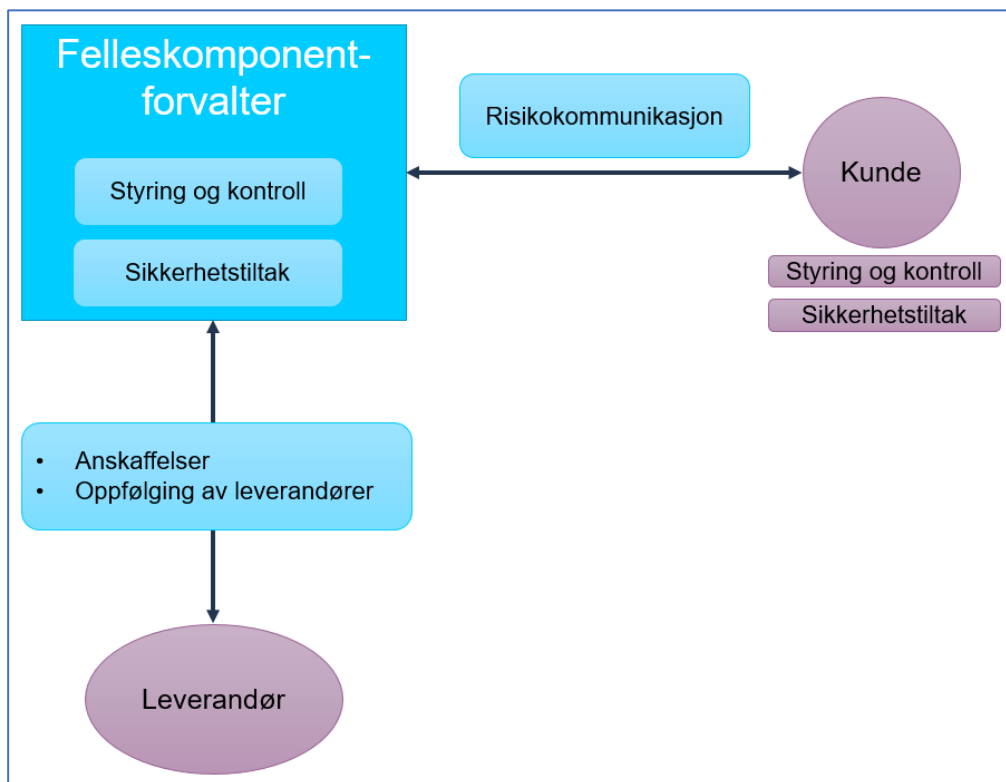 Felleskomponent-
forvalter
Styring og kontroll
Sikkerhetstiltak
Risikokommunikasjon
Kunde
Styring og kontroll
Sikkerhetstiltak
• Anskaffelser
• Oppfølging av leverandører
Leverandør